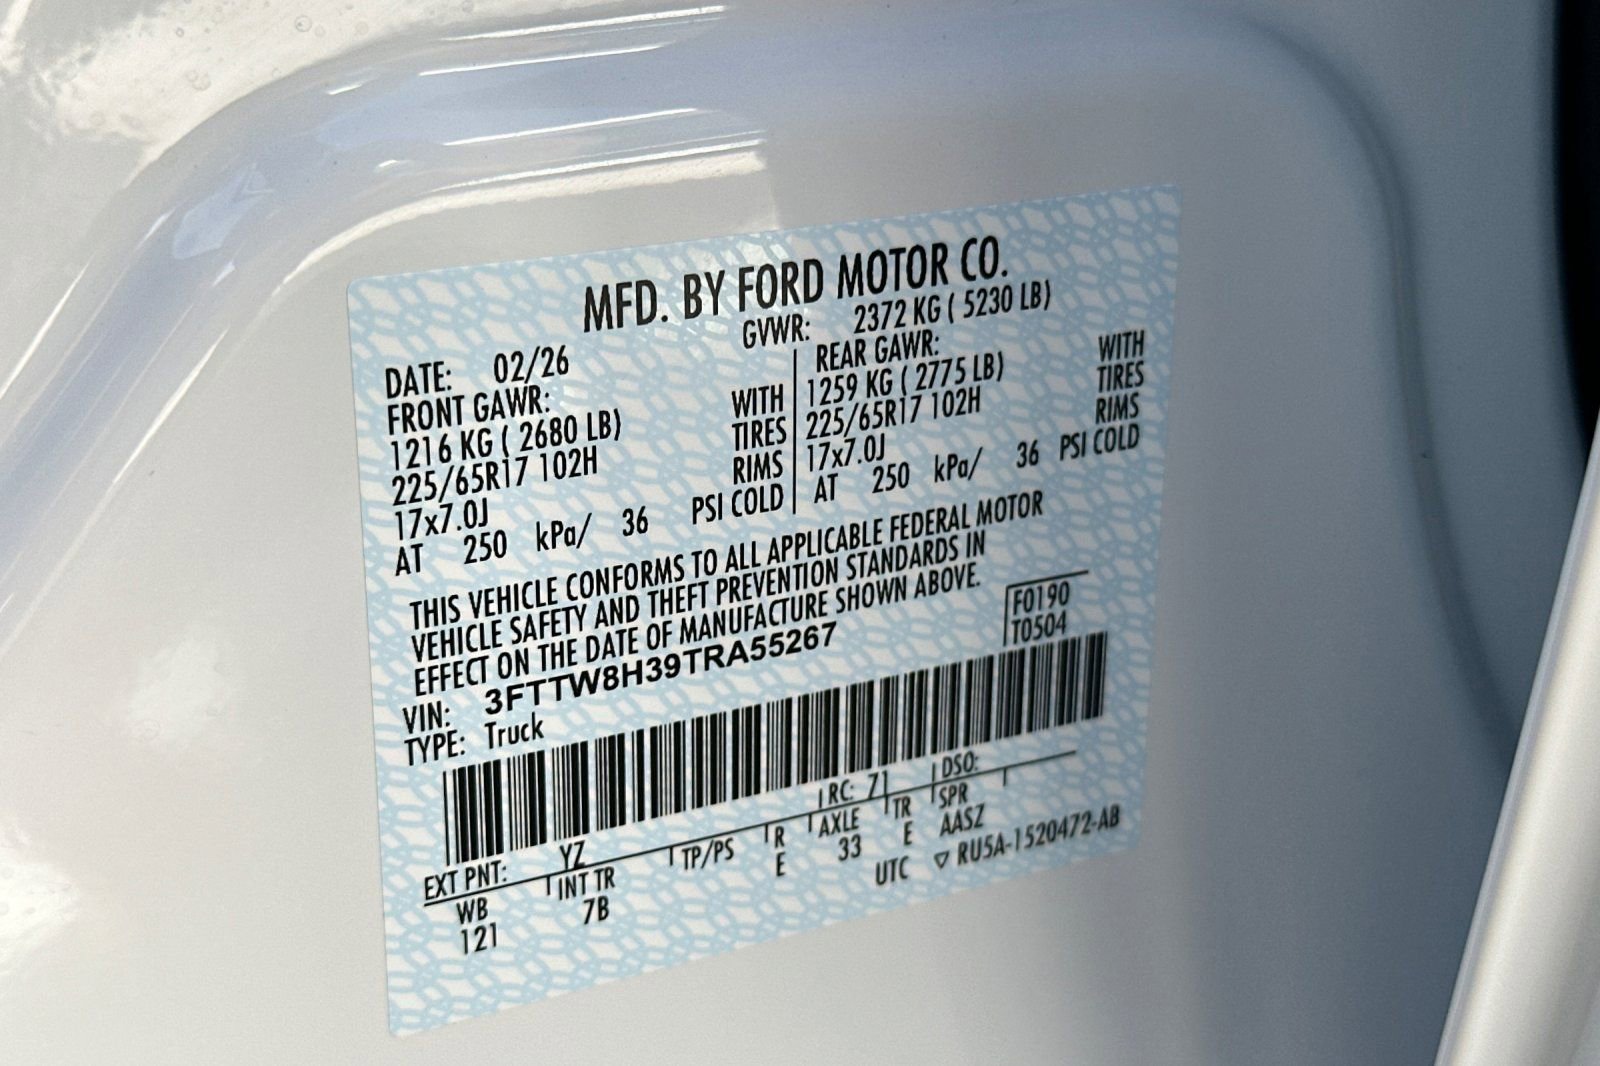 MFD. BY FORD MOTOR CO.
DATE: 02/26 GVWR: 2372 KG ( 5230 LB)
FRONT GAWR: REAR GAWR:
1216 KG ( 2680 LB) WITH 1259 KG ( 2775 LB) WITH
225/65R17 102H TIRES 225/65R17 102H TIRES
17x7.0J RIMS 17x7.0J RIMS
AT 250 kPa/ 36 PSI COLD AT 250 kPa/ 36 PSI COLD
THIS VEHICLE CONFORMS TO ALL APPLICABLE FEDERAL MOTOR
VEHICLE SAFETY AND THEFT PREVENTION STANDARDS IN
EFFECT ON THE DATE OF MANUFACTURE SHOWN ABOVE.
VIN: 3FTTW8H39TRA55267 F0190
TYPE: Truck T0504
EXT PNT: YZ RC: 71 DSO:
WB INT TR TP/PS R AXLE TR SPR
121 7B E 33 E AASZ
UTC ▽ RU5A-1520472-AB